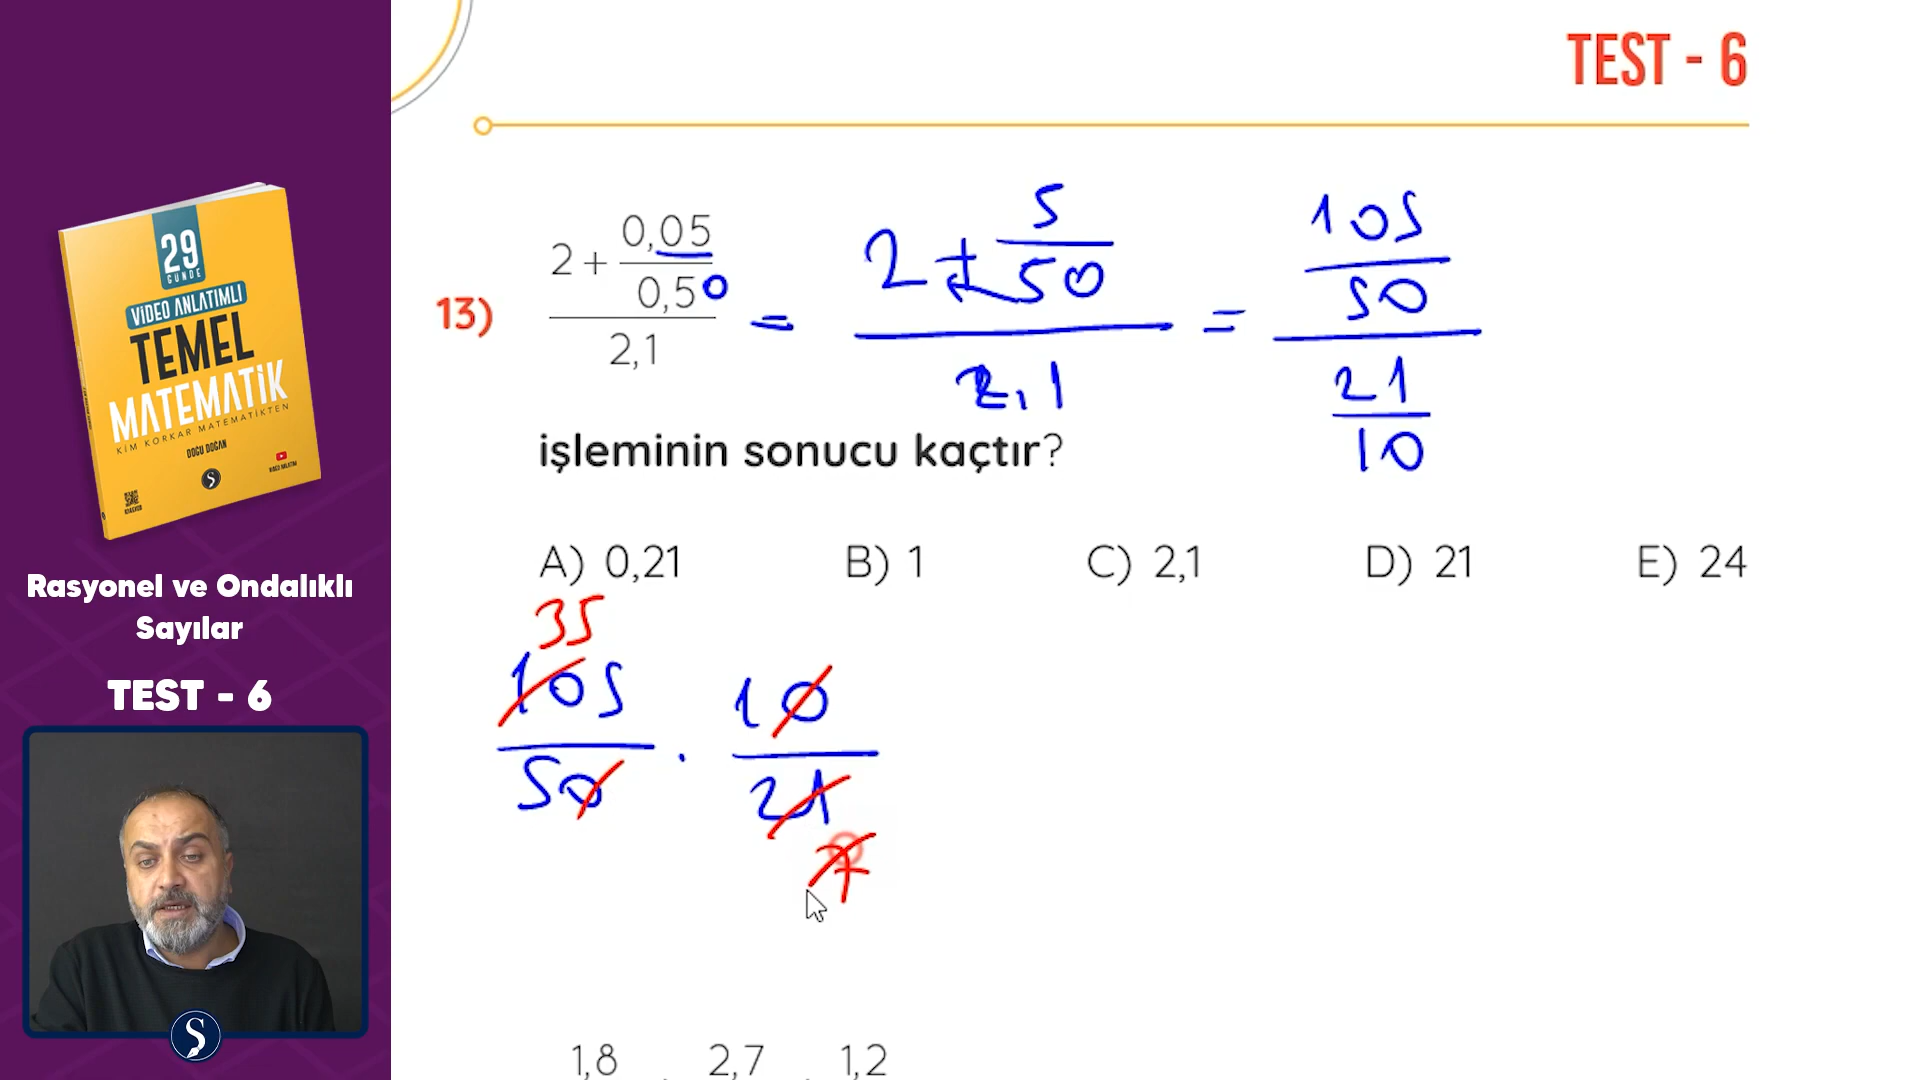 TEST - 6
29
GÜNDE
VİDEO ANLATIMLI
TEMEL
MATEMATİK
KİM KORKAR MATEMATİKTEN
DOĞU DOĞAN
Rasyonel ve Ondalıklı
Sayılar
TEST - 6
S
13)
2 + 0,05
0,50
2,1
= 2 + 5
50
2,1
= 105
50
21
10
işleminin sonucu kaçtır?
A) 0,21 B) 1 C) 2,1 D) 21 E) 24
35
105 . 10
50 21
7
1,8 2,7 1,2